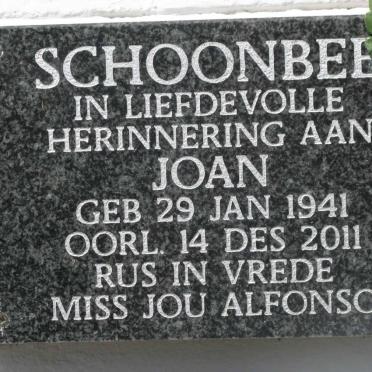 SCHOONBEE
IN LIEFDEVOLLE
HERINNERING AAN
JOAN
GEB 29 JAN 1941
OORL. 14 DES 2011
RUS IN VREDE
MISS JOU ALFONSO